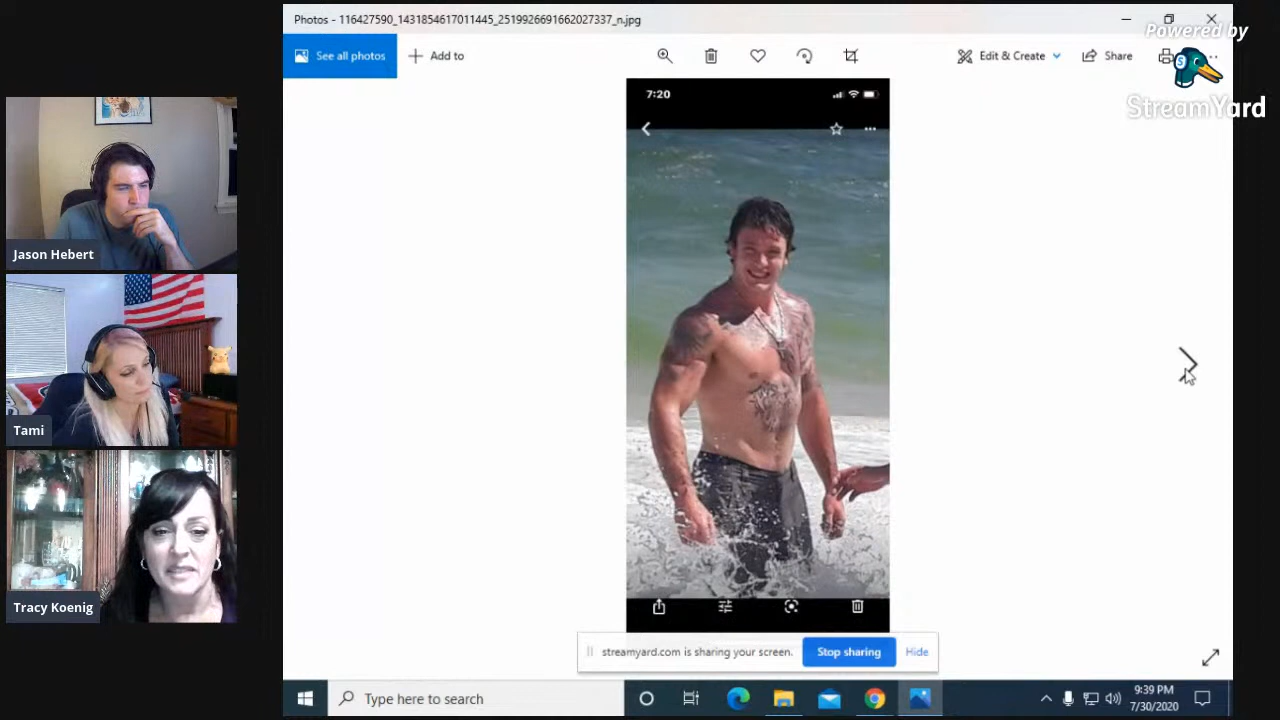 Photos - 116427590_1431854617011445_2519926691662027337_n.jpg
Powered by
StreamYard
See all photos
Add to
Edit & Create
Share
7:20
Jason Hebert
Tami
Tracy Koenig
streamyard.com is sharing your screen.
Stop sharing
Hide
Type here to search
9:39 PM
7/30/2020